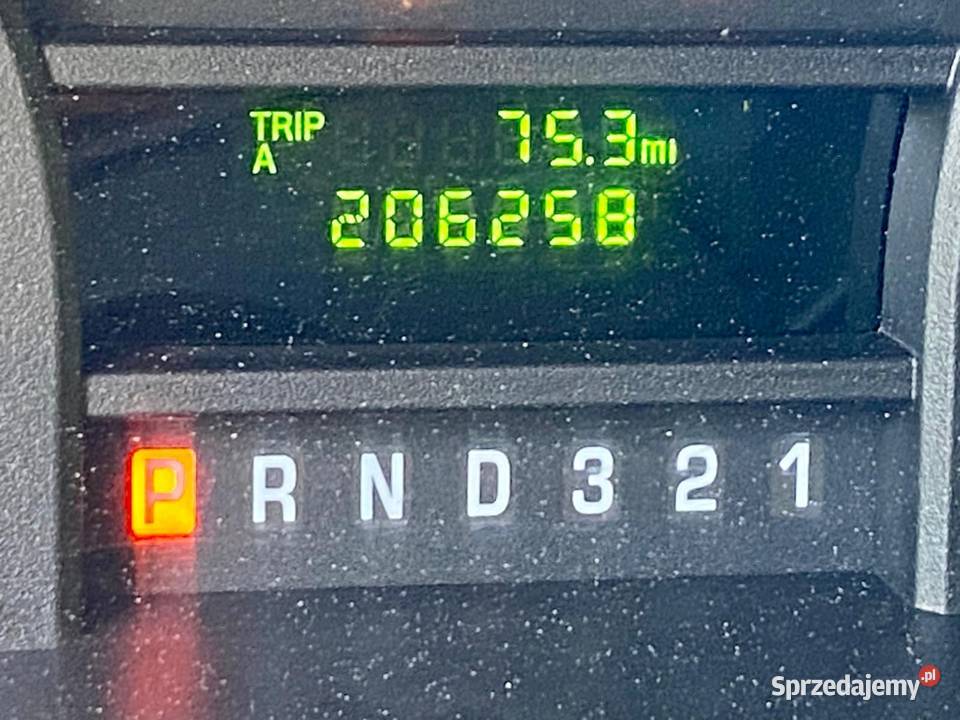 TRIP 75.3mi
A
206258
P R N D 3 2 1
Sprzedajemy.pl